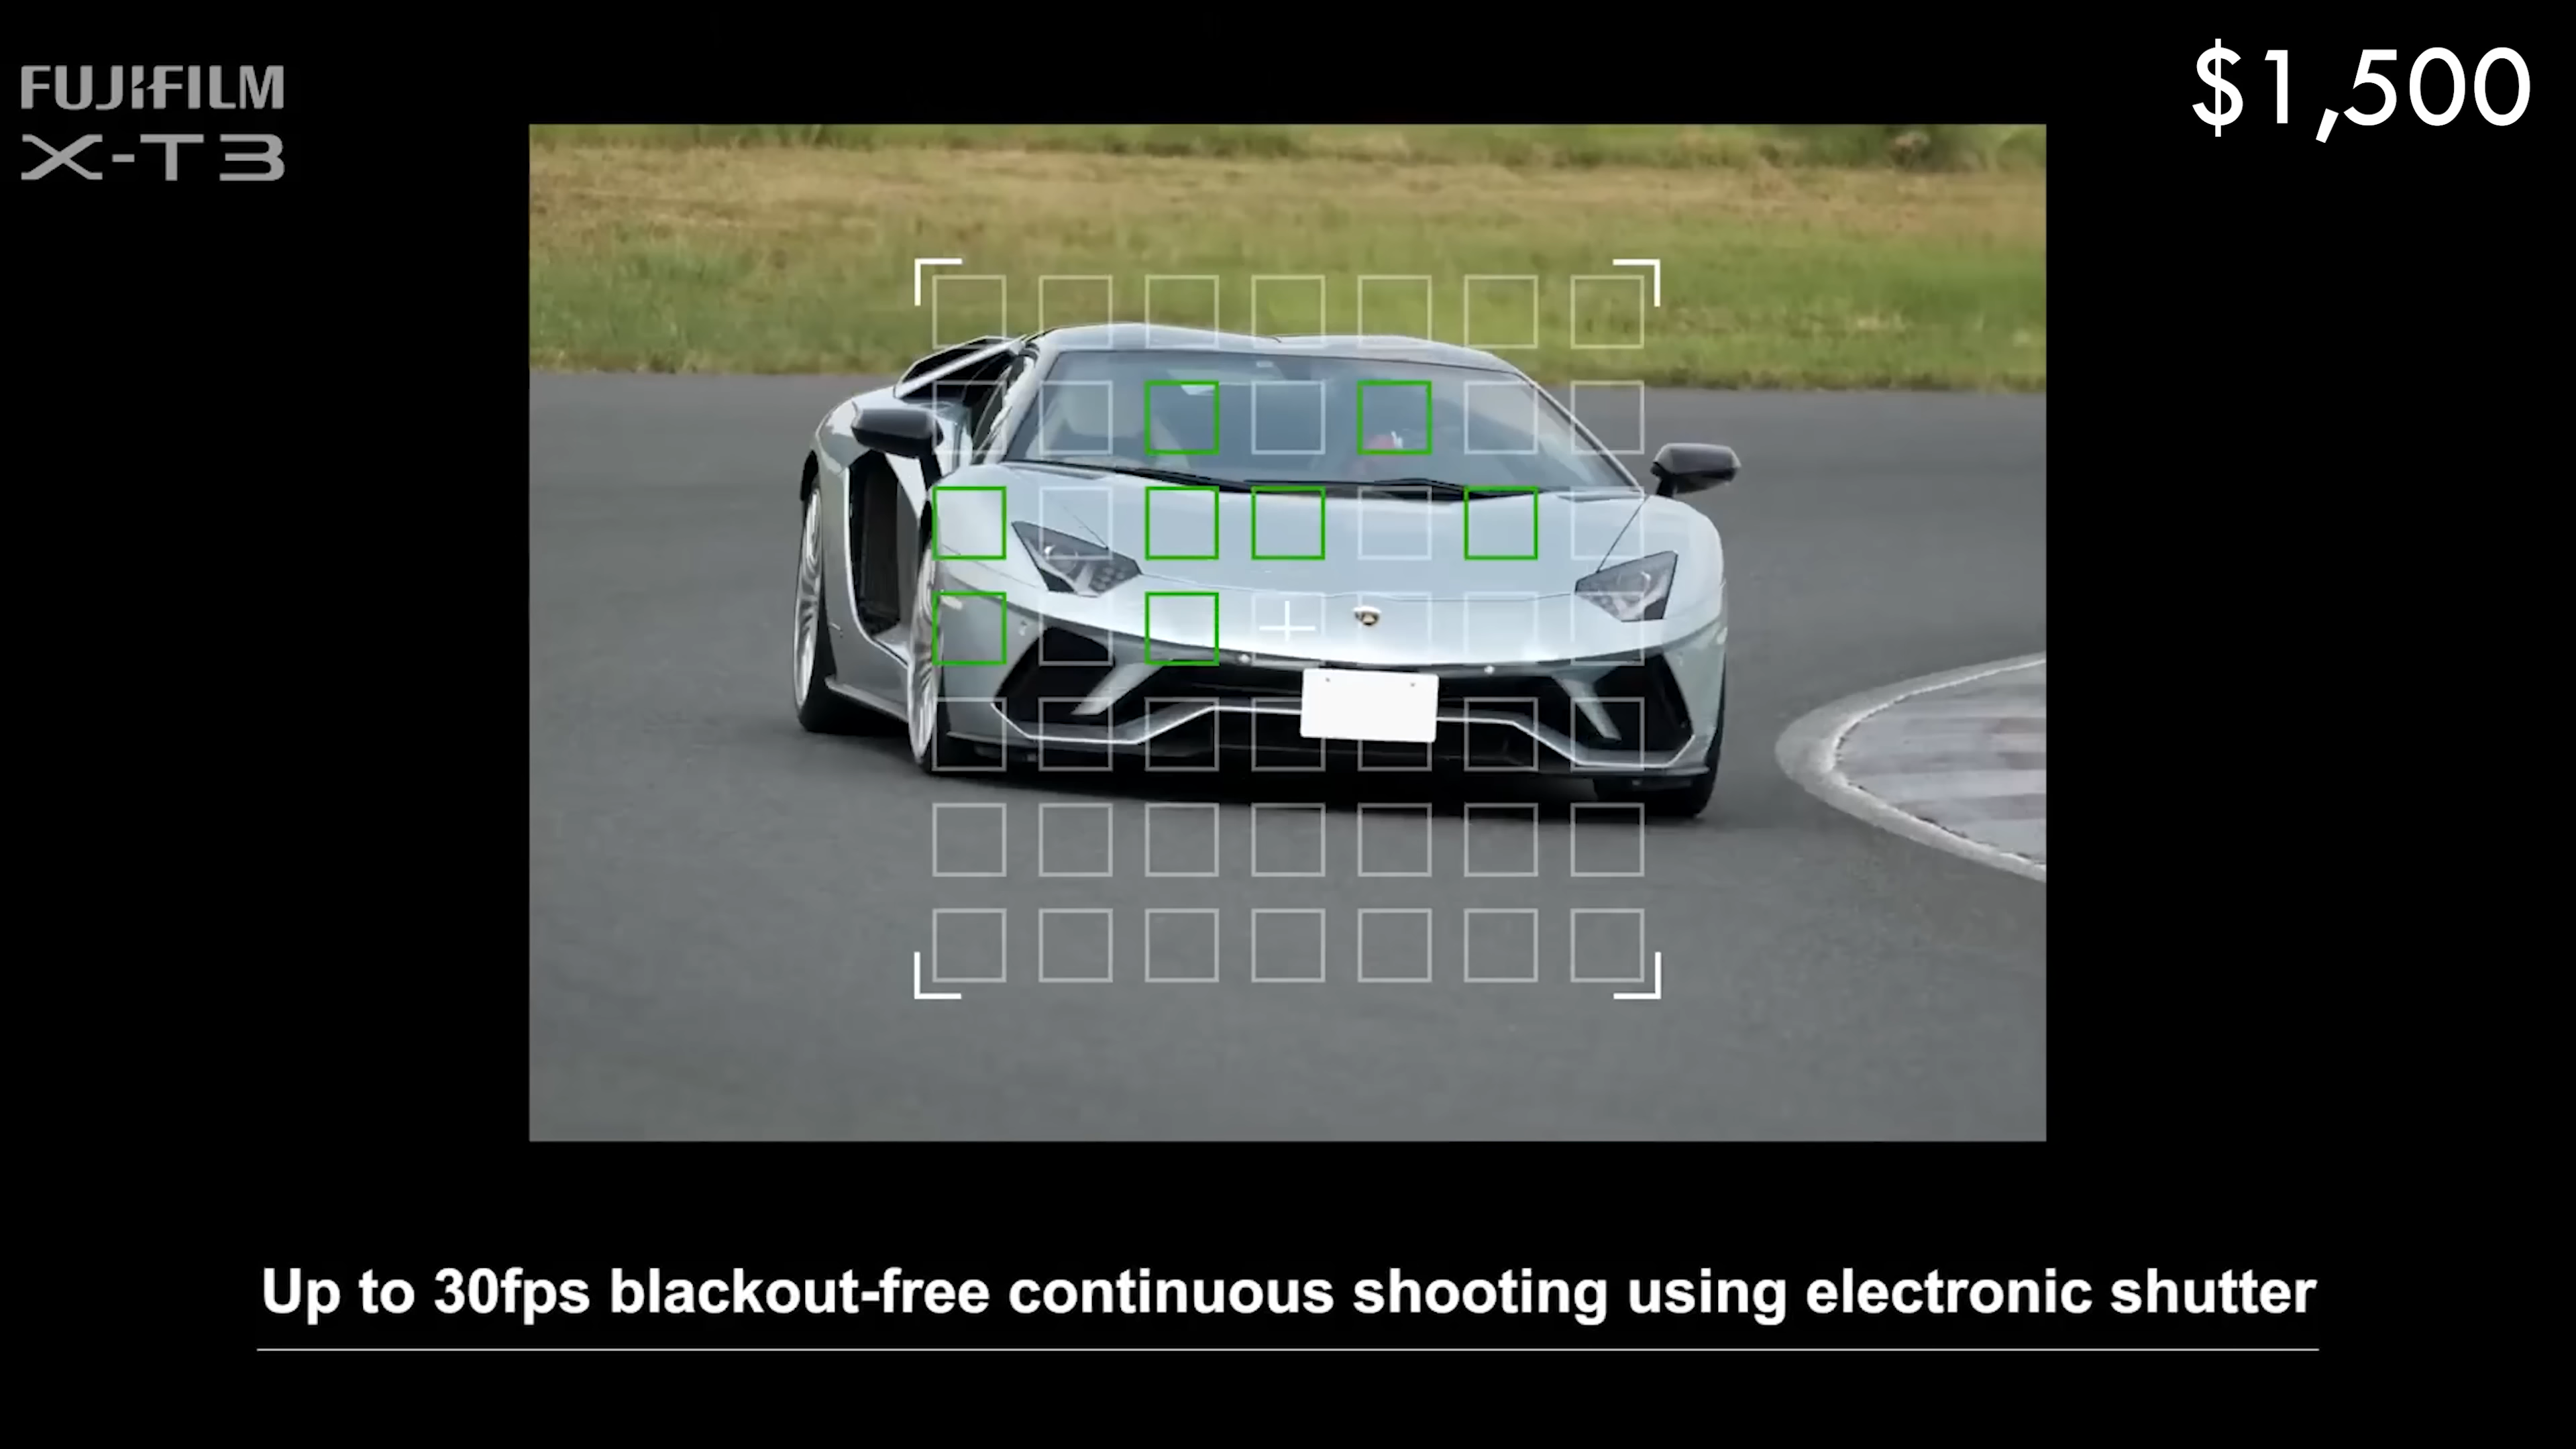 FUJIFILM
X-T3
$1,500
Up to 30fps blackout-free continuous shooting using electronic shutter